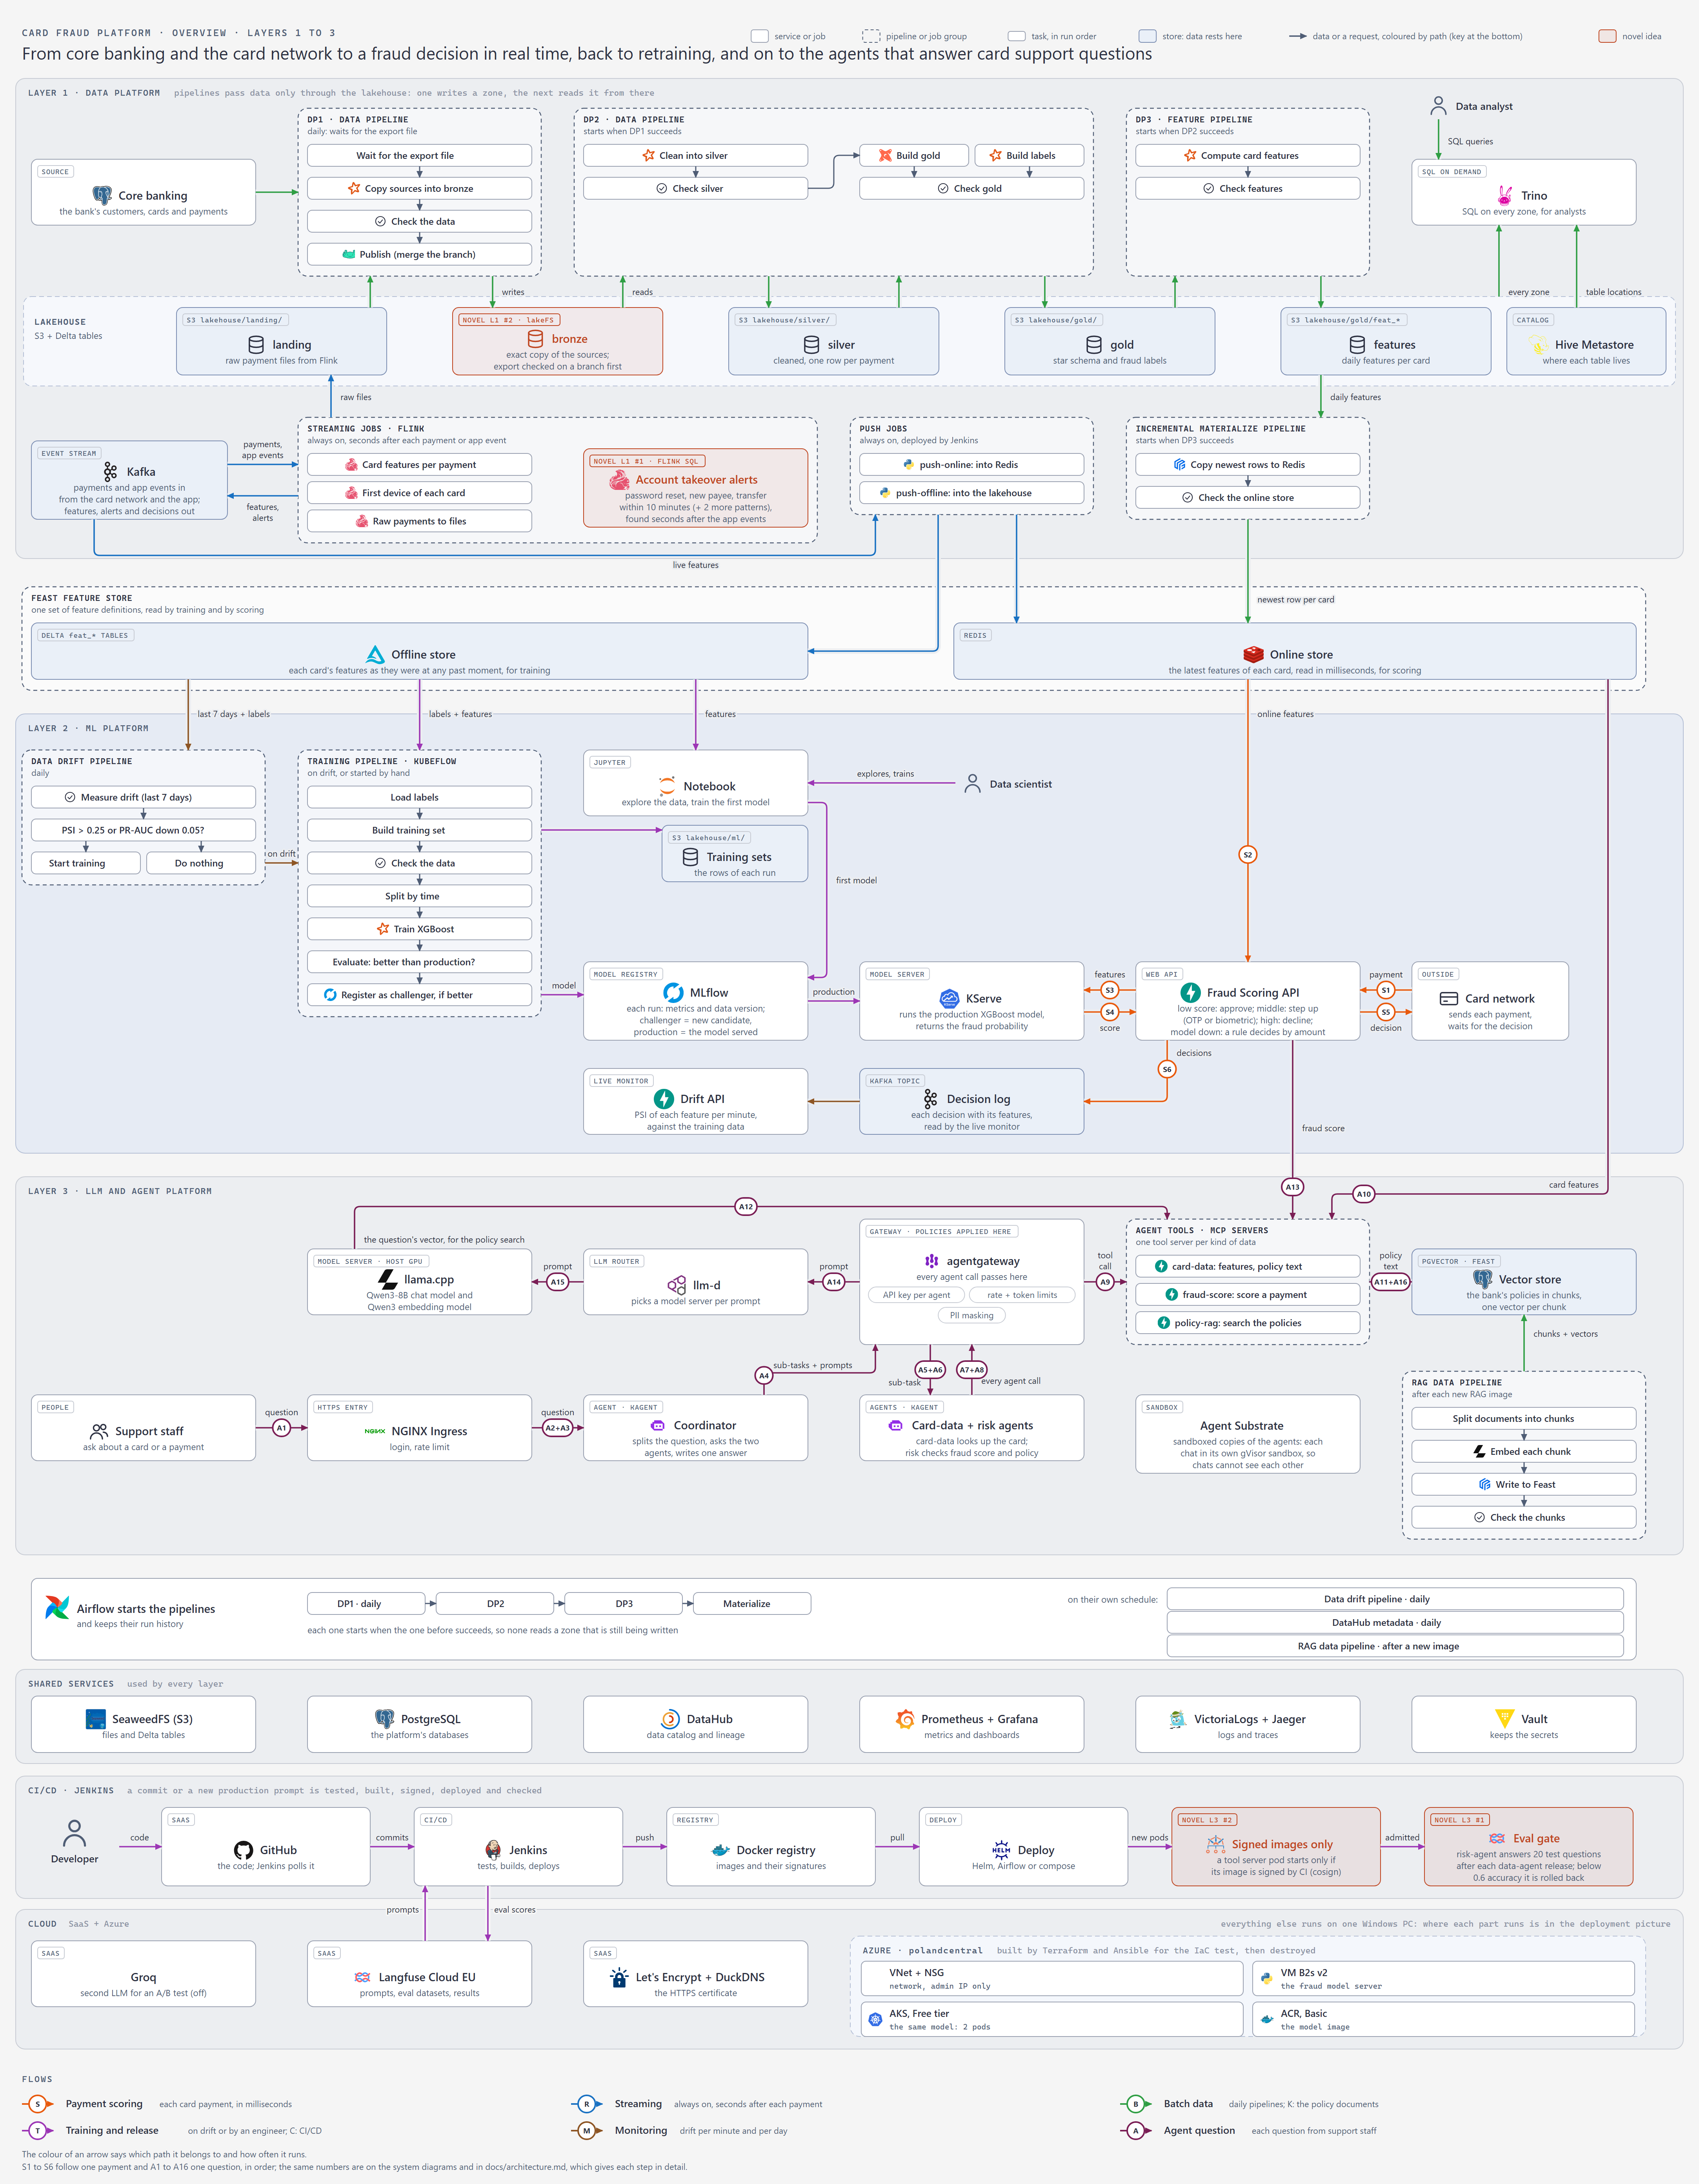 CARD FRAUD PLATFORM · OVERVIEW · LAYERS 1 TO 3
From core banking and the card network to a fraud decision in real time, back to retraining, and on to the agents that answer card support questions
service or job
pipeline or job group
task, in run order
store: data rests here
data or a request, coloured by path (key at the bottom)
novel idea
LAYER 1 · DATA PLATFORM
pipelines pass data only through the lakehouse: one writes a zone, the next reads it from there
SOURCE
Core banking
the bank's customers, cards and payments
DP1 · DATA PIPELINE
daily: waits for the export file
Wait for the export file
Copy sources into bronze
Check the data
Publish (merge the branch)
DP2 · DATA PIPELINE
starts when DP1 succeeds
Clean into silver
Check silver
Build gold
Build labels
Check gold
DP3 · FEATURE PIPELINE
starts when DP2 succeeds
Compute card features
Check features
Data analyst
SQL queries
SQL ON DEMAND
Trino
SQL on every zone, for analysts
writes
reads
every zone
table locations
LAKEHOUSE
S3 + Delta tables
S3 lakehouse/landing/
landing
raw payment files from Flink
NOVEL L1 #2 · lakeFS
bronze
exact copy of the sources;
export checked on a branch first
S3 lakehouse/silver/
silver
cleaned, one row per payment
S3 lakehouse/gold/
gold
star schema and fraud labels
S3 lakehouse/gold/feat_*
features
daily features per card
CATALOG
Hive Metastore
where each table lives
raw files
daily features
EVENT STREAM
Kafka
payments and app events in
from the card network and the app;
features, alerts and decisions out
payments,
app events
features,
alerts
STREAMING JOBS · FLINK
always on, seconds after each payment or app event
Card features per payment
First device of each card
Raw payments to files
NOVEL L1 #1 · FLINK SQL
Account takeover alerts
password reset, new payee, transfer
within 10 minutes (+ 2 more patterns),
found seconds after the app events
PUSH JOBS
always on, deployed by Jenkins
push-online: into Redis
push-offline: into the lakehouse
INCREMENTAL MATERIALIZE PIPELINE
starts when DP3 succeeds
Copy newest rows to Redis
Check the online store
live features
FEAST FEATURE STORE
one set of feature definitions, read by training and by scoring
newest row per card
DELTA feat_* TABLES
Offline store
each card's features as they were at any past moment, for training
REDIS
Online store
the latest features of each card, read in milliseconds, for scoring
last 7 days + labels
labels + features
features
online features
LAYER 2 · ML PLATFORM
DATA DRIFT PIPELINE
daily
Measure drift (last 7 days)
PSI > 0.25 or PR-AUC down 0.05?
Start training
Do nothing
on drift
TRAINING PIPELINE · KUBEFLOW
on drift, or started by hand
Load labels
Build training set
Check the data
Split by time
Train XGBoost
Evaluate: better than production?
Register as challenger, if better
JUPYTER
Notebook
explore the data, train the first model
explores, trains
Data scientist
S3 lakehouse/ml/
Training sets
the rows of each run
first model
S2
model
MODEL REGISTRY
MLflow
each run: metrics and data version;
challenger = new candidate,
production = the model served
production
MODEL SERVER
KServe
runs the production XGBoost model,
returns the fraud probability
features
S3
S4
score
WEB API
Fraud Scoring API
low score: approve; middle: step up
(OTP or biometric); high: decline;
model down: a rule decides by amount
payment
S1
S5
decision
OUTSIDE
Card network
sends each payment,
waits for the decision
decisions
S6
LIVE MONITOR
Drift API
PSI of each feature per minute,
against the training data
KAFKA TOPIC
Decision log
each decision with its features,
read by the live monitor
fraud score
LAYER 3 · LLM AND AGENT PLATFORM
card features
A13
A10
A12
the question's vector, for the policy search
MODEL SERVER · HOST GPU
llama.cpp
Qwen3-8B chat model and
Qwen3 embedding model
prompt
A15
LLM ROUTER
llm-d
picks a model server per prompt
prompt
A14
GATEWAY · POLICIES APPLIED HERE
agentgateway
every agent call passes here
API key per agent
rate + token limits
PII masking
tool
call
A9
AGENT TOOLS · MCP SERVERS
one tool server per kind of data
card-data: features, policy text
fraud-score: score a payment
policy-rag: search the policies
policy
text
A11+A16
PGVECTOR · FEAST
Vector store
the bank's policies in chunks,
one vector per chunk
chunks + vectors
sub-tasks + prompts
A4
A5+A6
sub-task
A7+A8
every agent call
PEOPLE
Support staff
ask about a card or a payment
question
A1
HTTPS ENTRY
NGINX
NGINX Ingress
login, rate limit
question
A2+A3
AGENT · KAGENT
Coordinator
splits the question, asks the two
agents, writes one answer
AGENTS · KAGENT
Card-data + risk agents
card-data looks up the card;
risk checks fraud score and policy
SANDBOX
Agent Substrate
sandboxed copies of the agents: each
chat in its own gVisor sandbox, so
chats cannot see each other
RAG DATA PIPELINE
after each new RAG image
Split documents into chunks
Embed each chunk
Write to Feast
Check the chunks
Airflow starts the pipelines
and keeps their run history
DP1 · daily
DP2
DP3
Materialize
each one starts when the one before succeeds, so none reads a zone that is still being written
on their own schedule:
Data drift pipeline · daily
DataHub metadata · daily
RAG data pipeline · after a new image
SHARED SERVICES
used by every layer
SeaweedFS (S3)
files and Delta tables
PostgreSQL
the platform's databases
DataHub
data catalog and lineage
Prometheus + Grafana
metrics and dashboards
VictoriaLogs + Jaeger
logs and traces
Vault
keeps the secrets
CI/CD · JENKINS
a commit or a new production prompt is tested, built, signed, deployed and checked
Developer
code
SAAS
GitHub
the code; Jenkins polls it
commits
CI/CD
Jenkins
tests, builds, deploys
push
REGISTRY
Docker registry
images and their signatures
pull
DEPLOY
HELM
Deploy
Helm, Airflow or compose
new pods
NOVEL L3 #2
Signed images only
a tool server pod starts only if
its image is signed by CI (cosign)
admitted
NOVEL L3 #1
Eval gate
risk-agent answers 20 test questions
after each data-agent release; below
0.6 accuracy it is rolled back
prompts
eval scores
CLOUD
SaaS + Azure
everything else runs on one Windows PC: where each part runs is in the deployment picture
SAAS
Groq
second LLM for an A/B test (off)
SAAS
Langfuse Cloud EU
prompts, eval datasets, results
SAAS
Let's Encrypt + DuckDNS
the HTTPS certificate
AZURE · polandcentral
built by Terraform and Ansible for the IaC test, then destroyed
VNet + NSG
network, admin IP only
VM B2s v2
the fraud model server
AKS, Free tier
the same model: 2 pods
ACR, Basic
the model image
FLOWS
S
Payment scoring
each card payment, in milliseconds
R
Streaming
always on, seconds after each payment
B
Batch data
daily pipelines; K: the policy documents
T
Training and release
on drift or by an engineer; C: CI/CD
M
Monitoring
drift per minute and per day
A
Agent question
each question from support staff
The colour of an arrow says which path it belongs to and how often it runs.
S1 to S6 follow one payment and A1 to A16 one question, in order; the same numbers are on the system diagrams and in docs/architecture.md, which gives each step in detail.